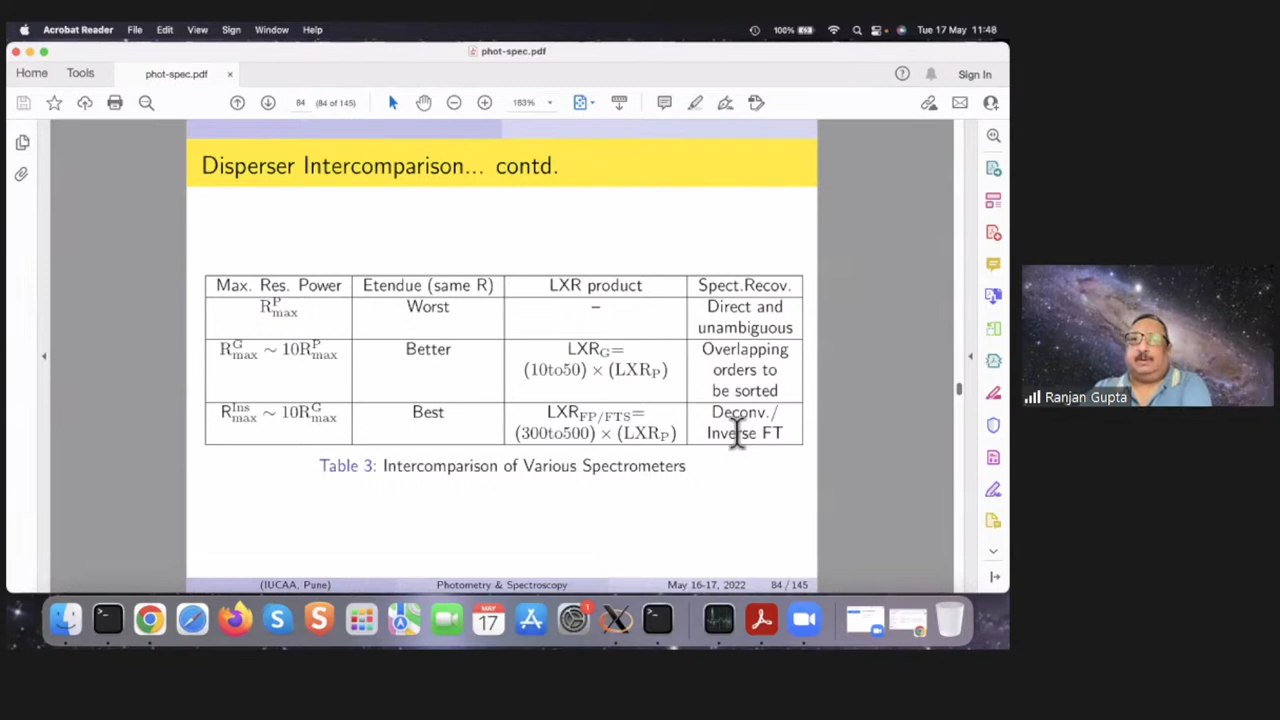 Acrobat Reader File Edit View Sign Window Help 100% Tue 17 May 11:48
phot-spec.pdf
Home Tools phot-spec.pdf × Sign In
84 (84 of 145) 163%
Disperser Intercomparison... contd.
Max. Res. Power Etendue (same R) LXR product Spect.Recov.
R^P_max Worst – Direct and
unambiguous
R^G_max ∼ 10R^P_max Better LXR_G= Overlapping
(10to50) × (LXR_P) orders to
be sorted
R^Ins_max ∼ 10R^G_max Best LXR_FP/FTS= Deconv./
(300to500) × (LXR_P) Inverse FT
Table 3: Intercomparison of Various Spectrometers
(IUCAA, Pune) Photometry & Spectroscopy May 16-17, 2022 84 / 145
Ranjan Gupta
MAY
17
1